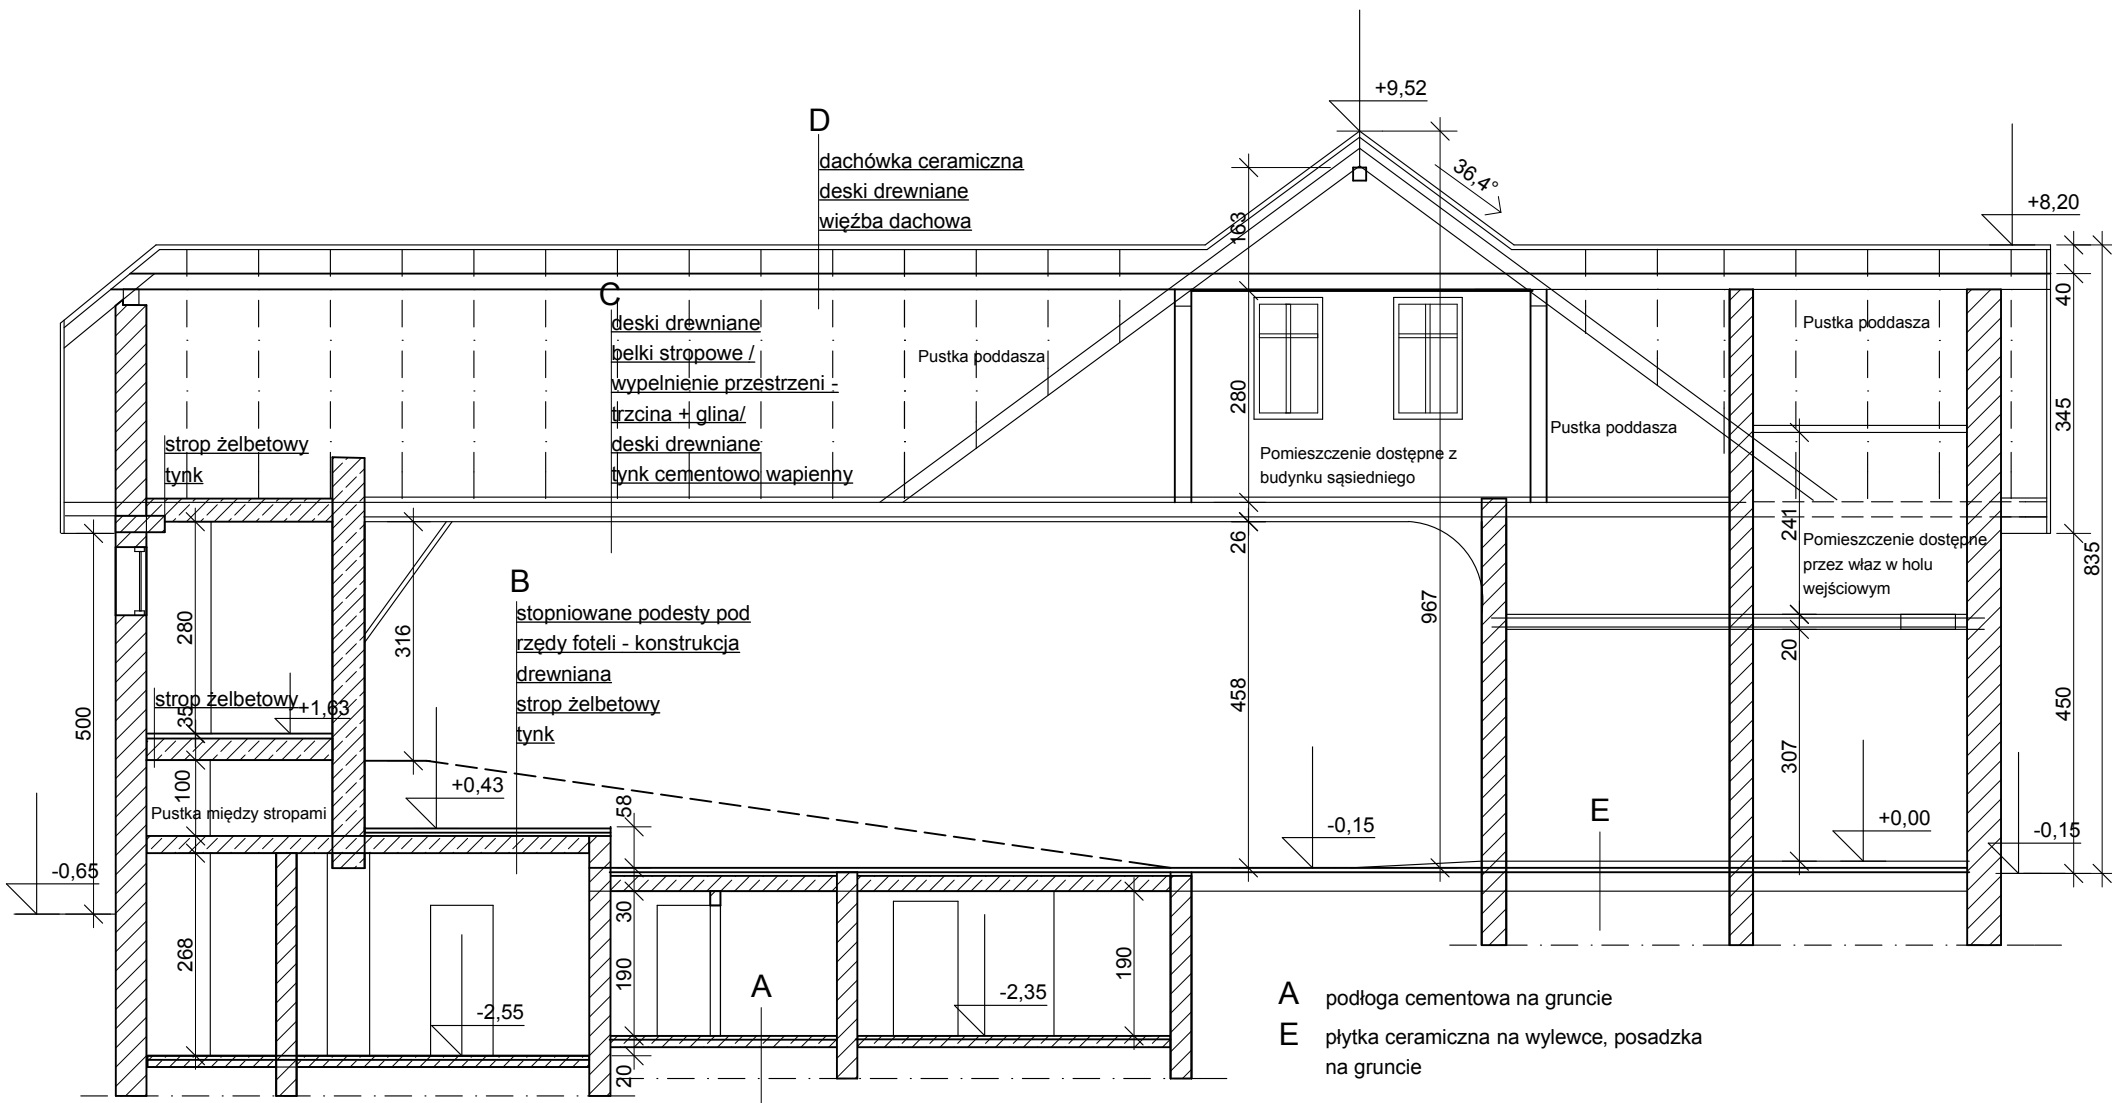 +9,52
D
dachówka ceramiczna
deski drewniane
więźba dachowa
36,4°
+8,20
163
40
C
deski drewniane
belki stropowe /
wypelnienie przestrzeni -
trzcina + glina/
deski drewniane
tynk cementowo wapienny
Pustka poddasza
Pustka poddasza
280
345
Pustka poddasza
strop żelbetowy
tynk
Pomieszczenie dostępne z
budynku sąsiedniego
241
26
Pomieszczenie dostępne
przez właz w holu
wejściowym
835
B
stopniowane podesty pod
rzędy foteli - konstrukcja
drewniana
strop żelbetowy
tynk
280
316
967
20
458
450
500
strop żelbetowy
35
+1,63
307
100
Pustka między stropami
+0,43
58
-0,15
E
+0,00
-0,15
-0,65
30
268
190
190
A
-2,55
-2,35
20
A podłoga cementowa na gruncie
E płytka ceramiczna na wylewce, posadzka
na gruncie